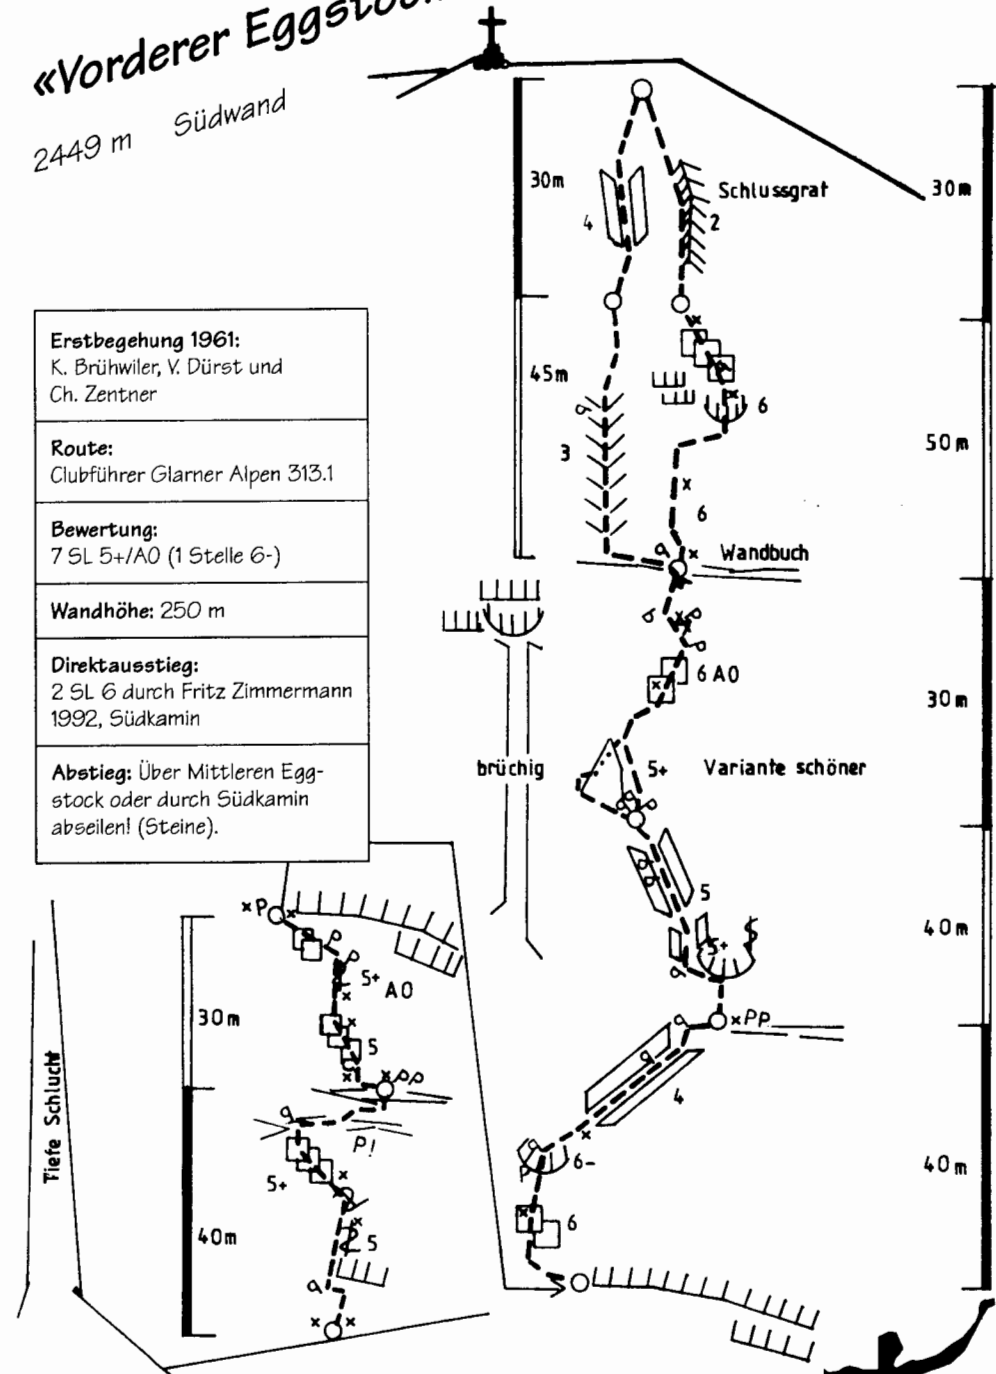 «Vorderer Eggstock
2449 m Südwand
30m
Schlussgrat
30m
4
2
Erstbegehung 1961:
K. Brühwiler, V. Dürst und
Ch. Zentner
Route:
Clubführer Glarner Alpen 313.1
Bewertung:
7 SL 5+/A0 (1 Stelle 6-)
Wandhöhe: 250 m
Direktausstieg:
2 SL 6 durch Fritz Zimmermann
1992, Südkamin
Abstieg: Über Mittleren Egg-
stock oder durch Südkamin
abseilen! (Steine).
45m
6
50m
3
6
Wandbuch
6 A0
30m
brüchig
5+
Variante schöner
5
40m
5+
PP
4
40m
6-
6
P
5+ A0
30m
5
PP
P!
Tiefe Schlucht
5+
40m
5